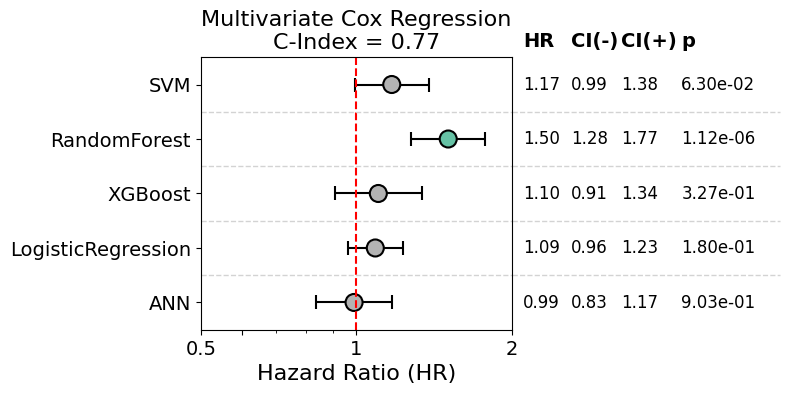 Multivariate Cox Regression
C-Index = 0.77
HR CI(-) CI(+) p
SVM 1.17 0.99 1.38 6.30e-02
RandomForest 1.50 1.28 1.77 1.12e-06
XGBoost 1.10 0.91 1.34 3.27e-01
LogisticRegression 1.09 0.96 1.23 1.80e-01
ANN 0.99 0.83 1.17 9.03e-01
0.5 1 2
Hazard Ratio (HR)